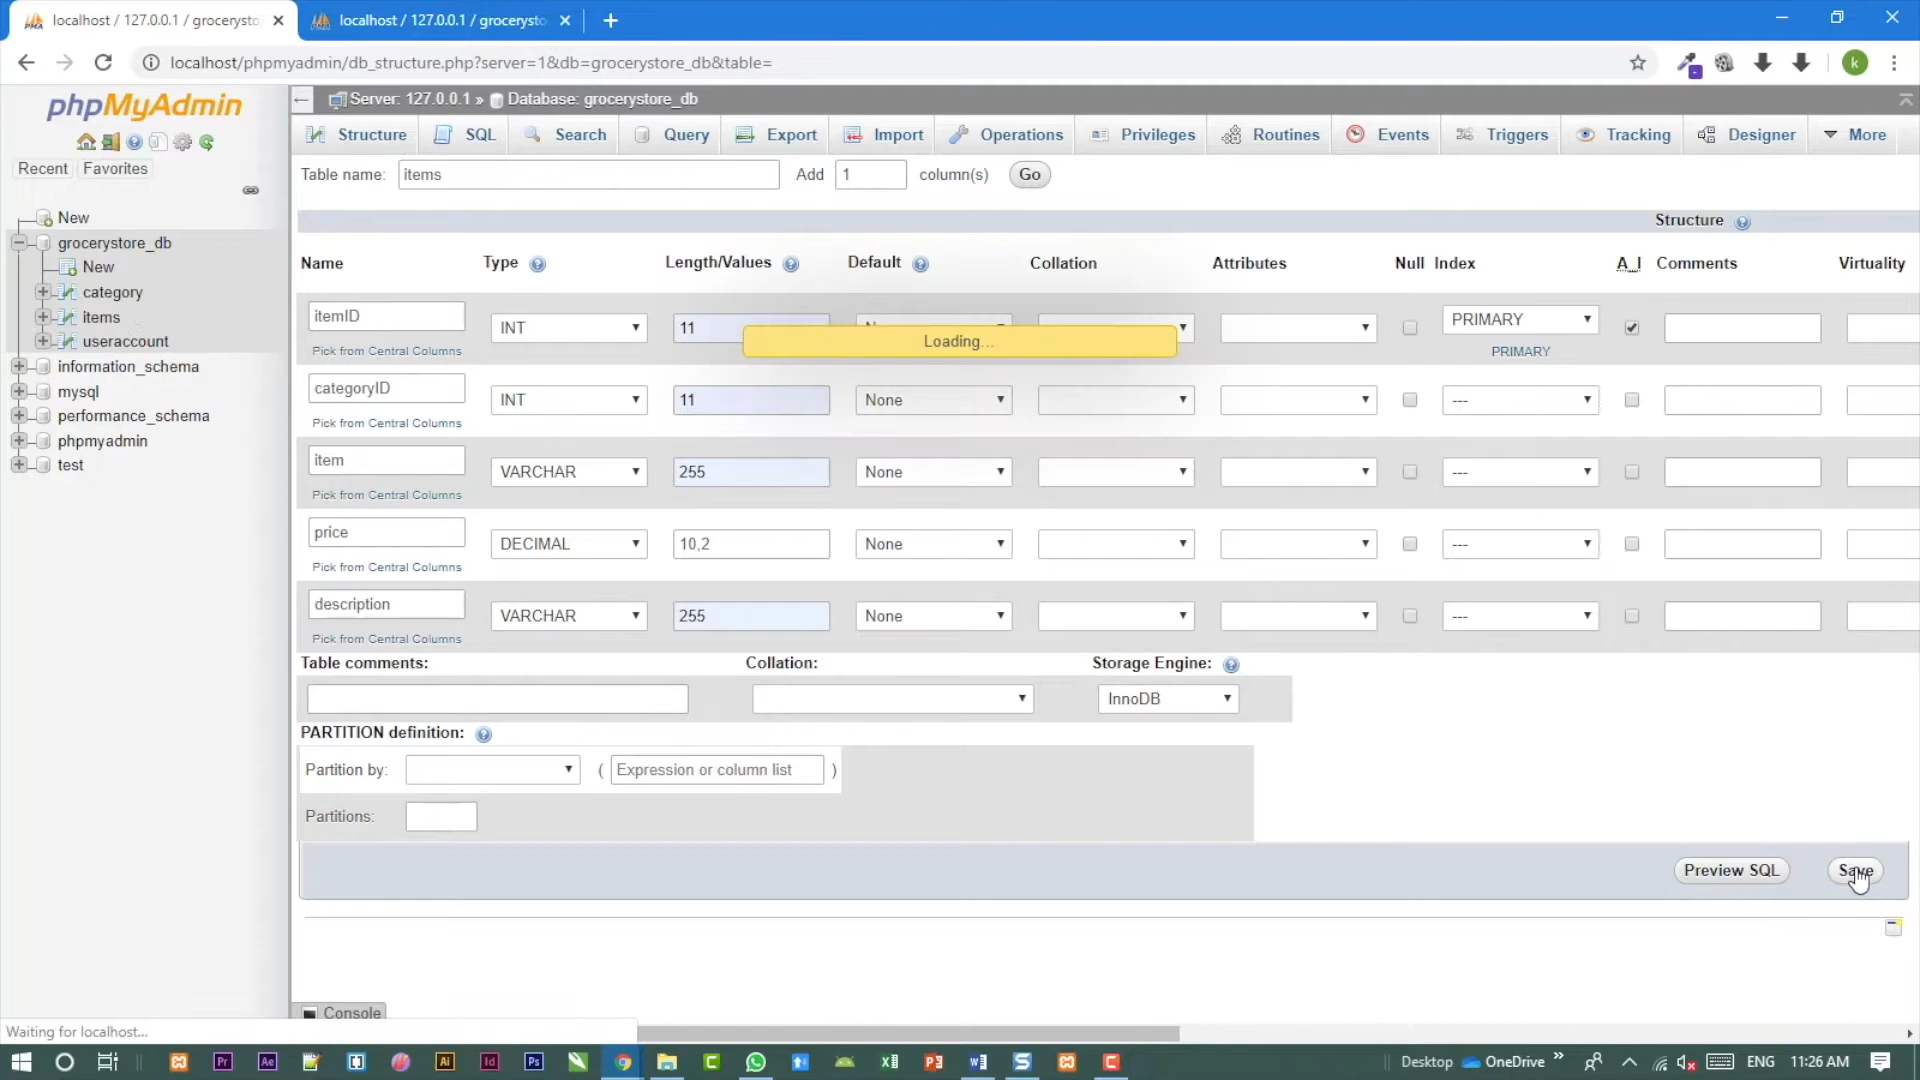 localhost / 127.0.0.1 / grocerysto
localhost / 127.0.0.1 / grocerysto
localhost/phpmyadmin/db_structure.php?server=1&db=grocerystore_db&table=
k
phpMyAdmin
Recent Favorites
New
grocerystore_db
New
category
items
useraccount
information_schema
mysql
performance_schema
phpmyadmin
test
Server: 127.0.0.1 » Database: grocerystore_db
Structure SQL Search Query Export Import Operations Privileges Routines Events Triggers Tracking Designer More
Table name: items Add 1 column(s) Go
Structure
Name Type Length/Values Default Collation Attributes Null Index A_I Comments Virtuality
itemID INT 11 PRIMARY
Pick from Central Columns PRIMARY
Loading...
categoryID INT 11 None ---
Pick from Central Columns
item VARCHAR 255 None ---
Pick from Central Columns
price DECIMAL 10,2 None ---
Pick from Central Columns
description VARCHAR 255 None ---
Pick from Central Columns
Table comments: Collation: Storage Engine:
InnoDB
PARTITION definition:
Partition by: ( Expression or column list )
Partitions:
Preview SQL Save
Console
Waiting for localhost...
Pr Ae Ai Id Ps C Desktop OneDrive ENG 11:26 AM